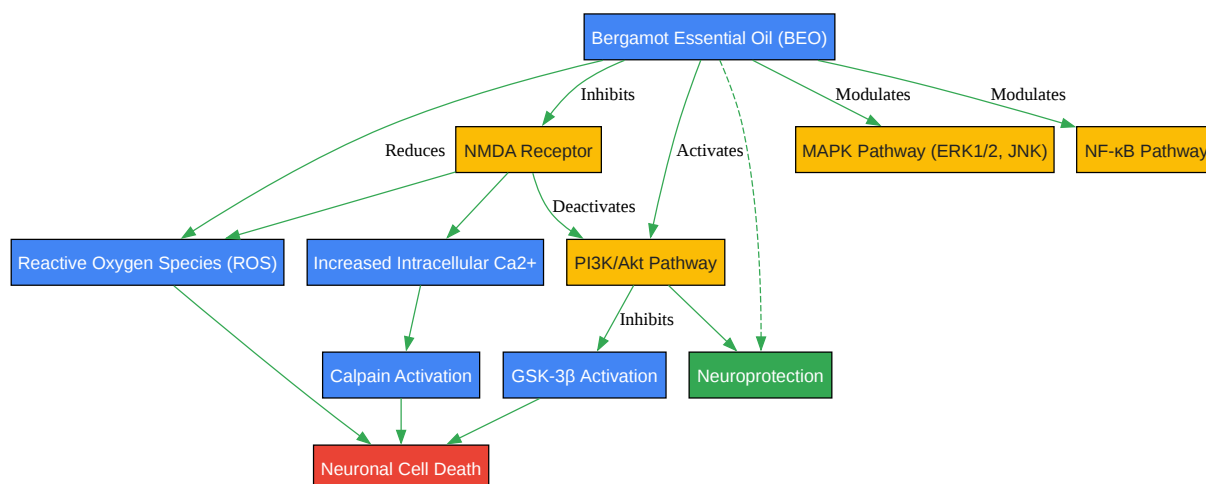 Bergamot Essential Oil (BEO)
Inhibits
Modulates
Modulates
Reduces
NMDA Receptor
Activates
MAPK Pathway (ERK1/2, JNK)
NF-κB Pathway
Deactivates
Reactive Oxygen Species (ROS)
Increased Intracellular Ca2+
PI3K/Akt Pathway
Inhibits
Calpain Activation
GSK-3β Activation
Neuroprotection
Neuronal Cell Death